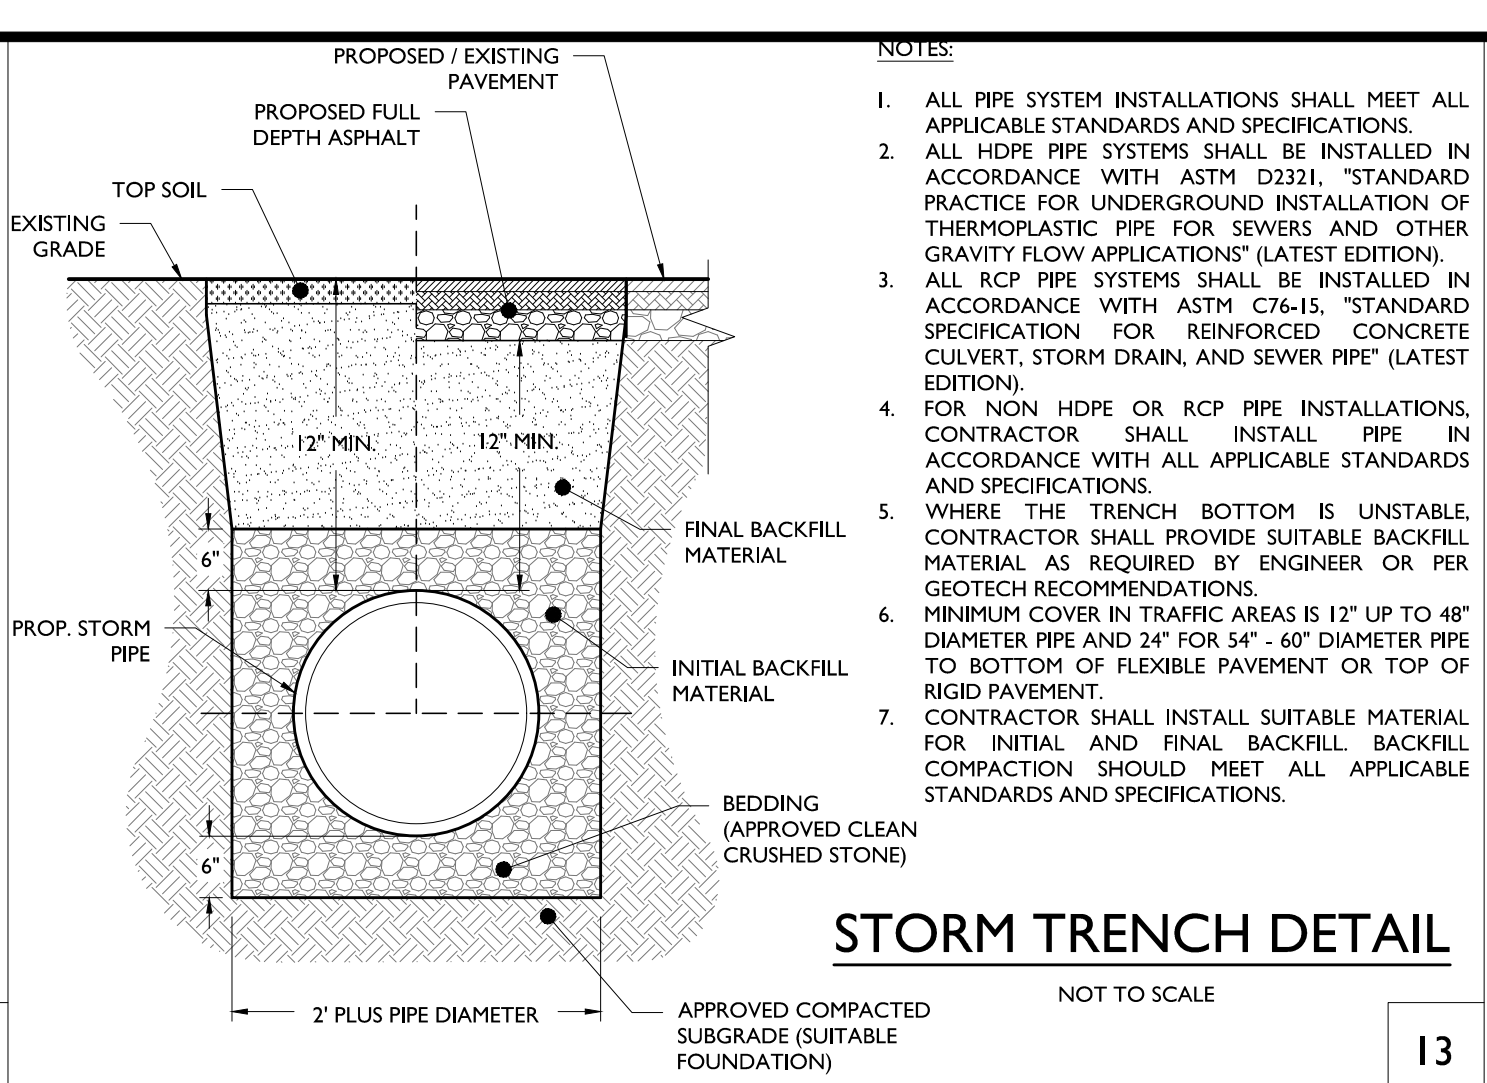 PROPOSED / EXISTING
PAVEMENT
PROPOSED FULL
DEPTH ASPHALT
TOP SOIL
EXISTING
GRADE
12" MIN.
12" MIN.
FINAL BACKFILL
MATERIAL
6"
PROP. STORM
PIPE
INITIAL BACKFILL
MATERIAL
BEDDING
(APPROVED CLEAN
CRUSHED STONE)
6"
2' PLUS PIPE DIAMETER
APPROVED COMPACTED
SUBGRADE (SUITABLE
FOUNDATION)
NOTES:
1. ALL PIPE SYSTEM INSTALLATIONS SHALL MEET ALL
APPLICABLE STANDARDS AND SPECIFICATIONS.
2. ALL HDPE PIPE SYSTEMS SHALL BE INSTALLED IN
ACCORDANCE WITH ASTM D2321, "STANDARD
PRACTICE FOR UNDERGROUND INSTALLATION OF
THERMOPLASTIC PIPE FOR SEWERS AND OTHER
GRAVITY FLOW APPLICATIONS" (LATEST EDITION).
3. ALL RCP PIPE SYSTEMS SHALL BE INSTALLED IN
ACCORDANCE WITH ASTM C76-15, "STANDARD
SPECIFICATION FOR REINFORCED CONCRETE
CULVERT, STORM DRAIN, AND SEWER PIPE" (LATEST
EDITION).
4. FOR NON HDPE OR RCP PIPE INSTALLATIONS,
CONTRACTOR SHALL INSTALL PIPE IN
ACCORDANCE WITH ALL APPLICABLE STANDARDS
AND SPECIFICATIONS.
5. WHERE THE TRENCH BOTTOM IS UNSTABLE,
CONTRACTOR SHALL PROVIDE SUITABLE BACKFILL
MATERIAL AS REQUIRED BY ENGINEER OR PER
GEOTECH RECOMMENDATIONS.
6. MINIMUM COVER IN TRAFFIC AREAS IS 12" UP TO 48"
DIAMETER PIPE AND 24" FOR 54" - 60" DIAMETER PIPE
TO BOTTOM OF FLEXIBLE PAVEMENT OR TOP OF
RIGID PAVEMENT.
7. CONTRACTOR SHALL INSTALL SUITABLE MATERIAL
FOR INITIAL AND FINAL BACKFILL. BACKFILL
COMPACTION SHOULD MEET ALL APPLICABLE
STANDARDS AND SPECIFICATIONS.
STORM TRENCH DETAIL
NOT TO SCALE
13